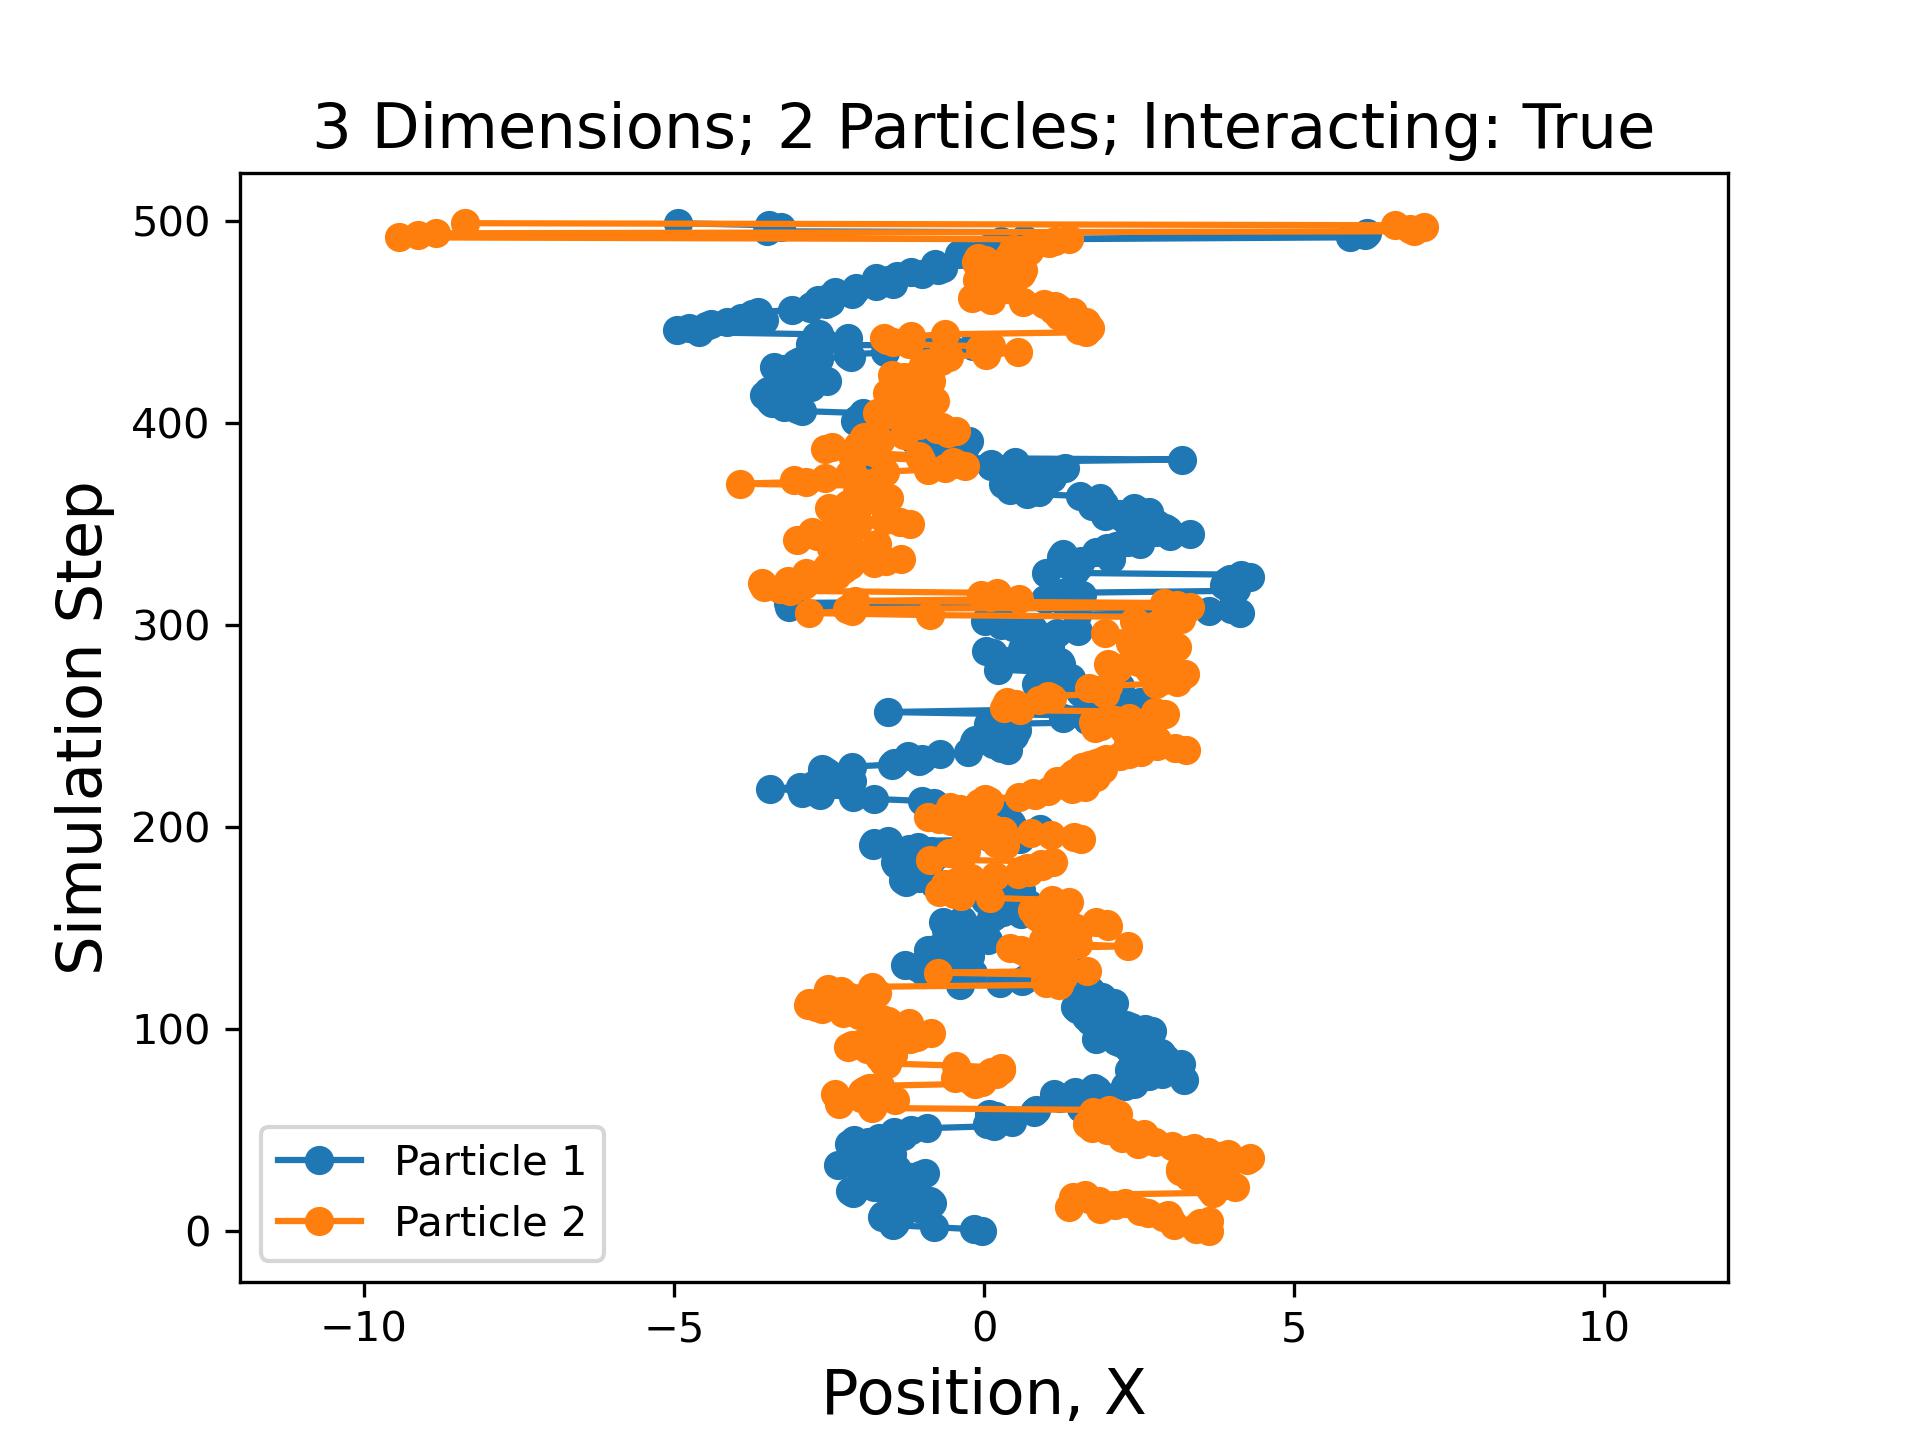 3 Dimensions; 2 Particles; Interacting: True
500
400
300
200
100
0
Simulation Step
Particle 1
Particle 2
−10
−5
0
5
10
Position, X